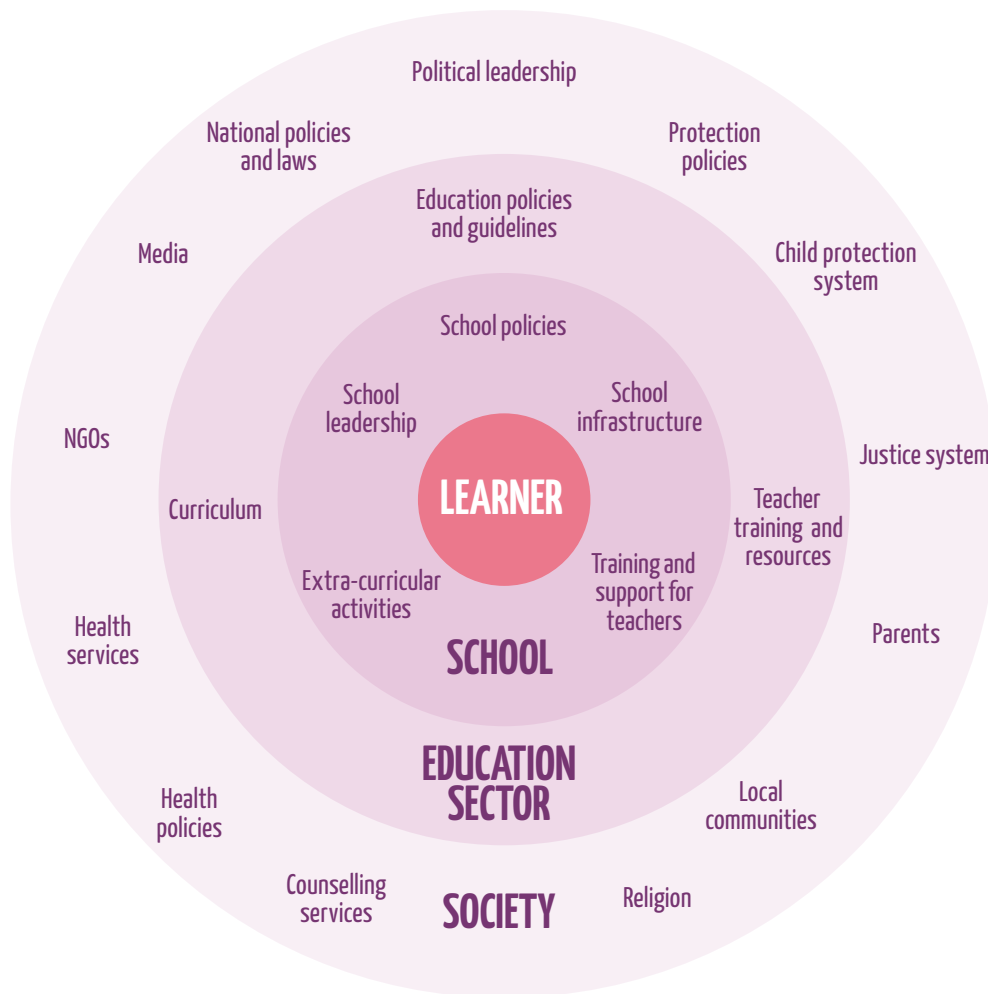 Political leadership
National policies
and laws
Protection
policies
Education policies
and guidelines
Media
Child protection
system
School policies
School
leadership
School
infrastructure
NGOs
Justice system
LEARNER
Curriculum
Teacher
training and
resources
Extra-curricular
activities
Training and
support for
teachers
Health
services
Parents
SCHOOL
EDUCATION
SECTOR
Health
policies
Local
communities
Counselling
services
SOCIETY
Religion